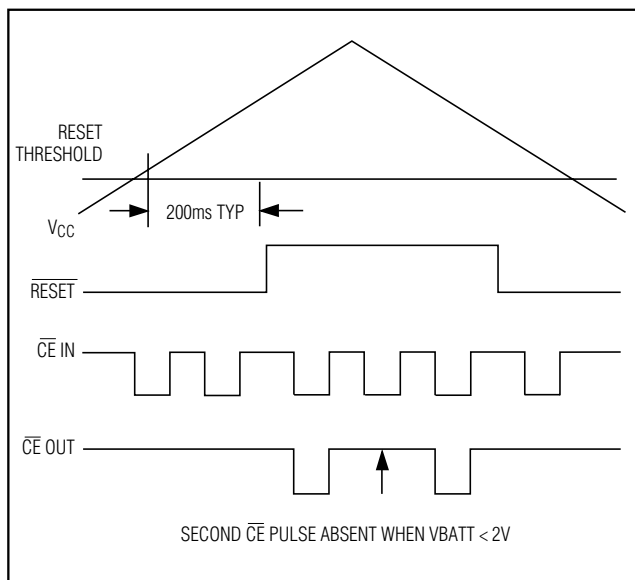 RESET
THRESHOLD
VCC
200ms TYP
RESET
CE IN
CE OUT
SECOND CE PULSE ABSENT WHEN VBATT < 2V